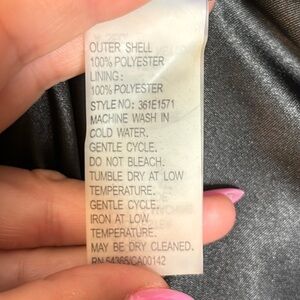 OUTER SHELL
100% POLYESTER
LINING:
100% POLYESTER
STYLE NO: 361E1571
MACHINE WASH IN
COLD WATER.
GENTLE CYCLE.
DO NOT BLEACH.
TUMBLE DRY AT LOW
TEMPERATURE.
GENTLE CYCLE.
IRON AT LOW
TEMPERATURE.
MAY BE DRY CLEANED.
RN 54365/CA00142